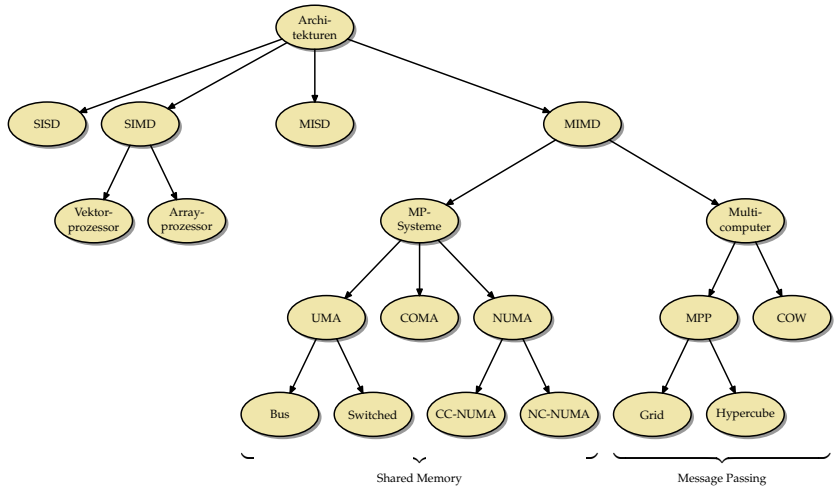 Archi-
tekturen
SISD
SIMD
MISD
MIMD
Vektor-
prozessor
Array-
prozessor
MP-
Systeme
Multi-
computer
UMA
COMA
NUMA
MPP
COW
Bus
Switched
CC-NUMA
NC-NUMA
Grid
Hypercube
Shared Memory
Message Passing